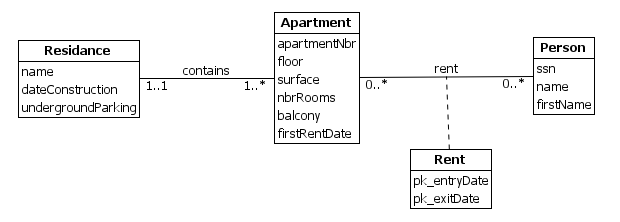 Residance
name
dateConstruction
undergroundParking
contains
1..1
1..*
Apartment
apartmentNbr
floor
surface
nbrRooms
balcony
firstRentDate
rent
0..*
0..*
Person
ssn
name
firstName
Rent
pk_entryDate
pk_exitDate